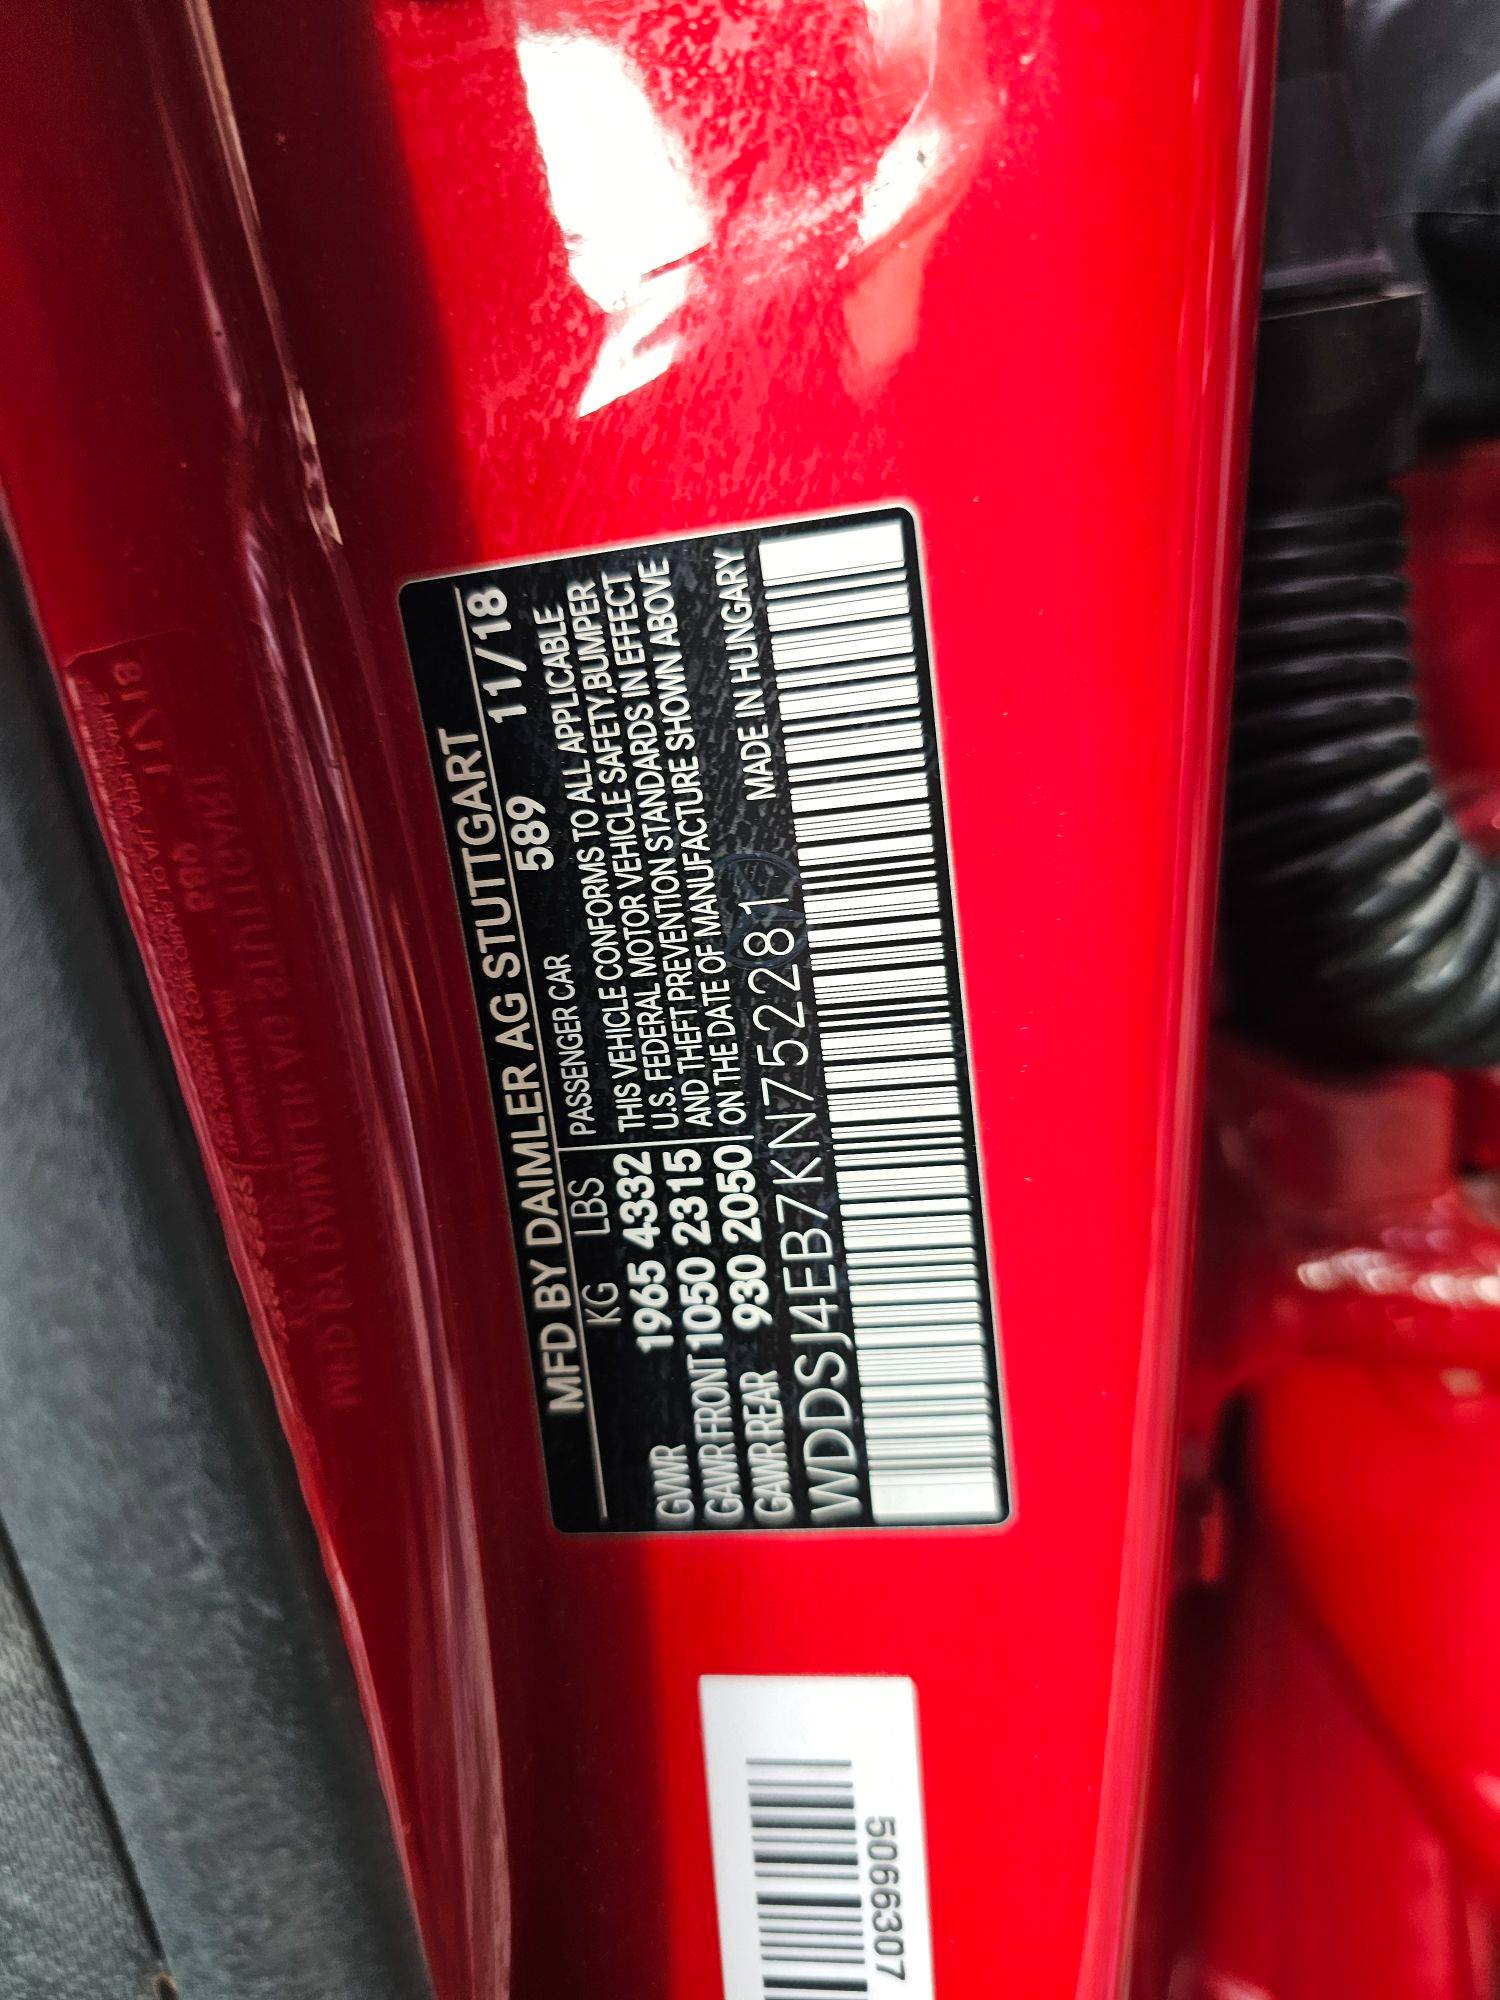 MFD BY DAIMLER AG STUTTGART
589 11/18
KG LBS PASSENGER CAR
GVWR 1965 4332
GAWR FRONT 1050 2315
GAWR REAR 930 2050
THIS VEHICLE CONFORMS TO ALL APPLICABLE
U.S. FEDERAL MOTOR VEHICLE SAFETY,BUMPER
AND THEFT PREVENTION STANDARDS IN EFFECT
ON THE DATE OF MANUFACTURE SHOWN ABOVE
MADE IN HUNGARY
WDDSJ4EB7KN752281
5066307